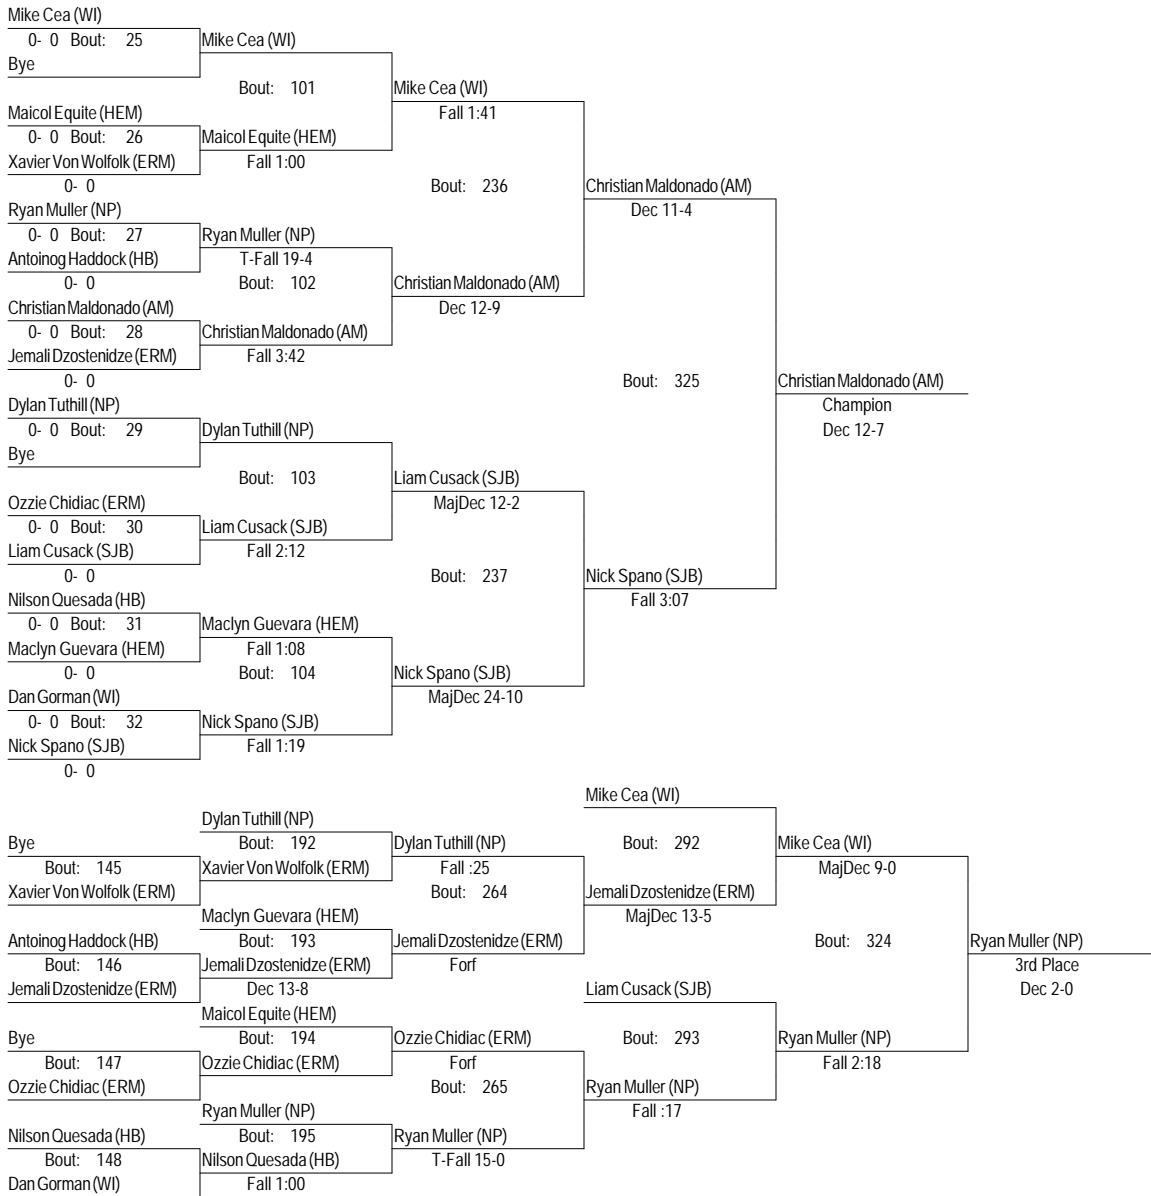 Mike Cea (WI)
0- 0 Bout: 25 Mike Cea (WI)
Bye
Bout: 101 Mike Cea (WI)
Maicol Equite (HEM) Fall 1:41
0- 0 Bout: 26 Maicol Equite (HEM)
Xavier Von Wolfolk (ERM) Fall 1:00
0- 0 Bout: 236 Christian Maldonado (AM)
Ryan Muller (NP) Dec 11-4
0- 0 Bout: 27 Ryan Muller (NP)
Antoinog Haddock (HB) T-Fall 19-4
0- 0 Bout: 102 Christian Maldonado (AM)
Christian Maldonado (AM) Dec 12-9
0- 0 Bout: 28 Christian Maldonado (AM)
Jemali Dzostenidze (ERM) Fall 3:42
0- 0 Bout: 325 Christian Maldonado (AM)
Dylan Tuthill (NP) Champion
0- 0 Bout: 29 Dylan Tuthill (NP) Dec 12-7
Bye
Bout: 103 Liam Cusack (SJB)
Ozzie Chidiac (ERM) MajDec 12-2
0- 0 Bout: 30 Liam Cusack (SJB)
Liam Cusack (SJB) Fall 2:12
0- 0 Bout: 237 Nick Spano (SJB)
Nilson Quesada (HB) Fall 3:07
0- 0 Bout: 31 Maclyn Guevara (HEM)
Maclyn Guevara (HEM) Fall 1:08
0- 0 Bout: 104 Nick Spano (SJB)
Dan Gorman (WI) MajDec 24-10
0- 0 Bout: 32 Nick Spano (SJB)
Nick Spano (SJB) Fall 1:19
0- 0
Mike Cea (WI)
Dylan Tuthill (NP)
Bye Bout: 192 Dylan Tuthill (NP) Bout: 292 Mike Cea (WI)
Bout: 145 Xavier Von Wolfolk (ERM) Fall :25 MajDec 9-0
Xavier Von Wolfolk (ERM) Bout: 264 Jemali Dzostenidze (ERM)
Maclyn Guevara (HEM) MajDec 13-5
Antoinog Haddock (HB) Bout: 193 Jemali Dzostenidze (ERM) Bout: 324 Ryan Muller (NP)
Bout: 146 Jemali Dzostenidze (ERM) Forf 3rd Place
Jemali Dzostenidze (ERM) Dec 13-8 Liam Cusack (SJB) Dec 2-0
Maicol Equite (HEM)
Bye Bout: 194 Ozzie Chidiac (ERM) Bout: 293 Ryan Muller (NP)
Bout: 147 Ozzie Chidiac (ERM) Forf Fall 2:18
Ozzie Chidiac (ERM) Bout: 265 Ryan Muller (NP)
Ryan Muller (NP) Fall :17
Nilson Quesada (HB) Bout: 195 Ryan Muller (NP)
Bout: 148 Nilson Quesada (HB) T-Fall 15-0
Dan Gorman (WI) Fall 1:00